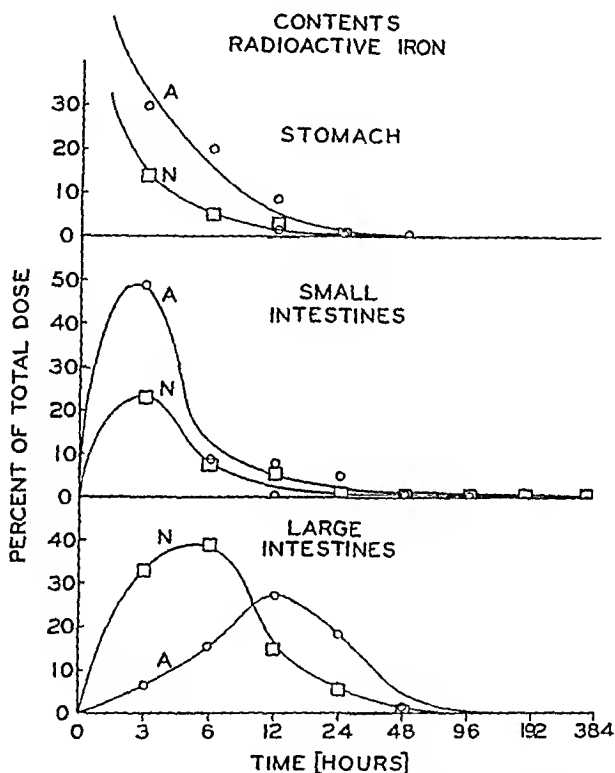 CONTENTS
RADIOACTIVE IRON
STOMACH
A
N
30
20
10
0
SMALL
INTESTINES
A
N
50
40
30
20
10
0
LARGE
INTESTINES
N
A
40
30
20
10
0
PERCENT OF TOTAL DOSE
0 3 6 12 24 48 96 192 384
TIME [HOURS]